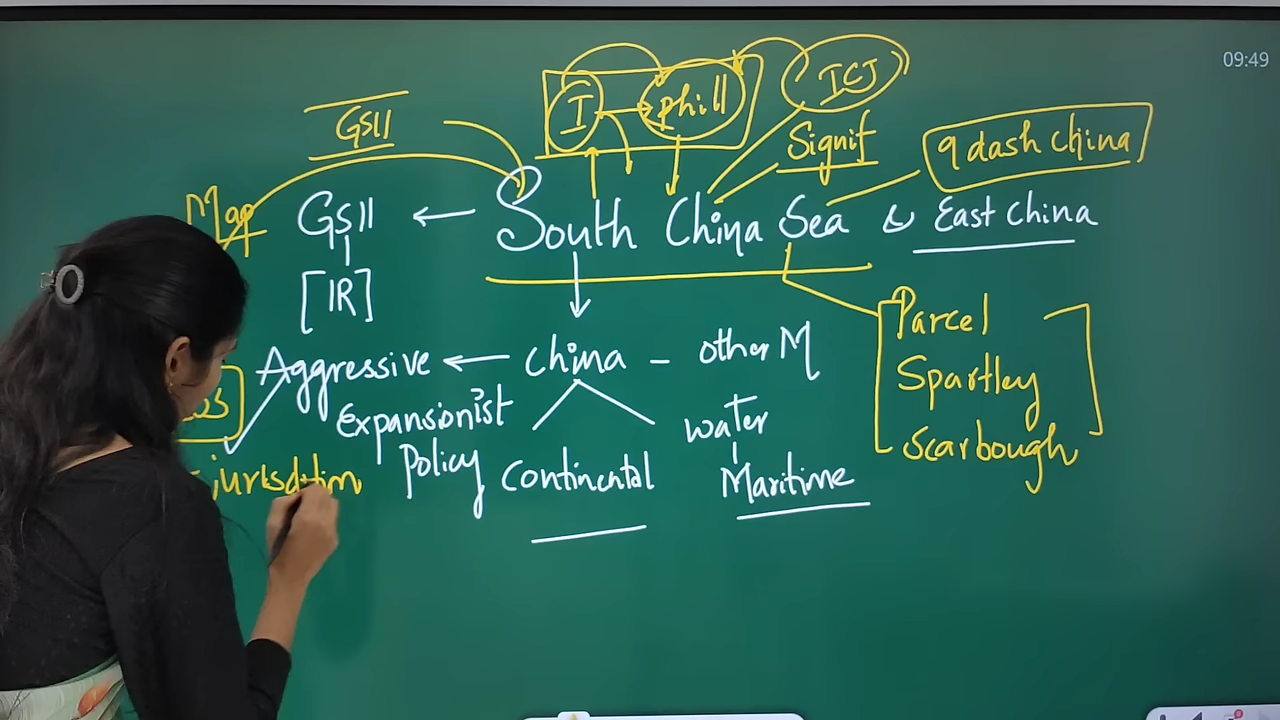 09:49
I → Phill ICJ
GSII Signif 9 dash China
Map GSII ← South China Sea & East China
[IR]
Parcel
Spartley
Scarbough
Aggressive ← China - other M
Expansionist
Policy
Continental
water
Maritime
jurisdiction